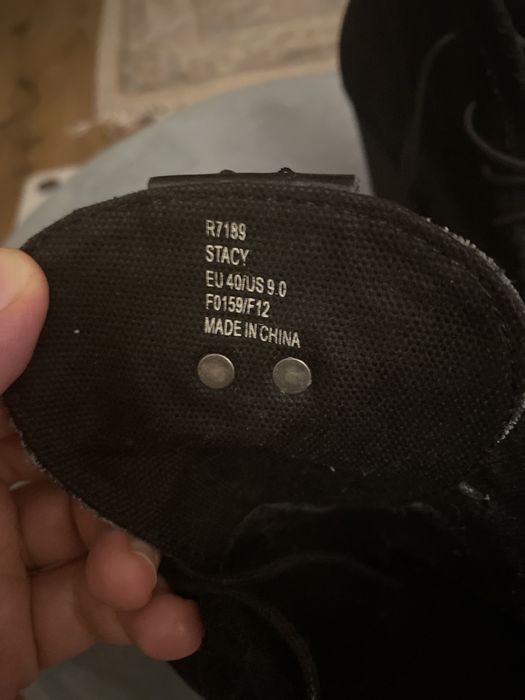 R7189
STACY
EU 40/US 9.0
F0159/F12
MADE IN CHINA